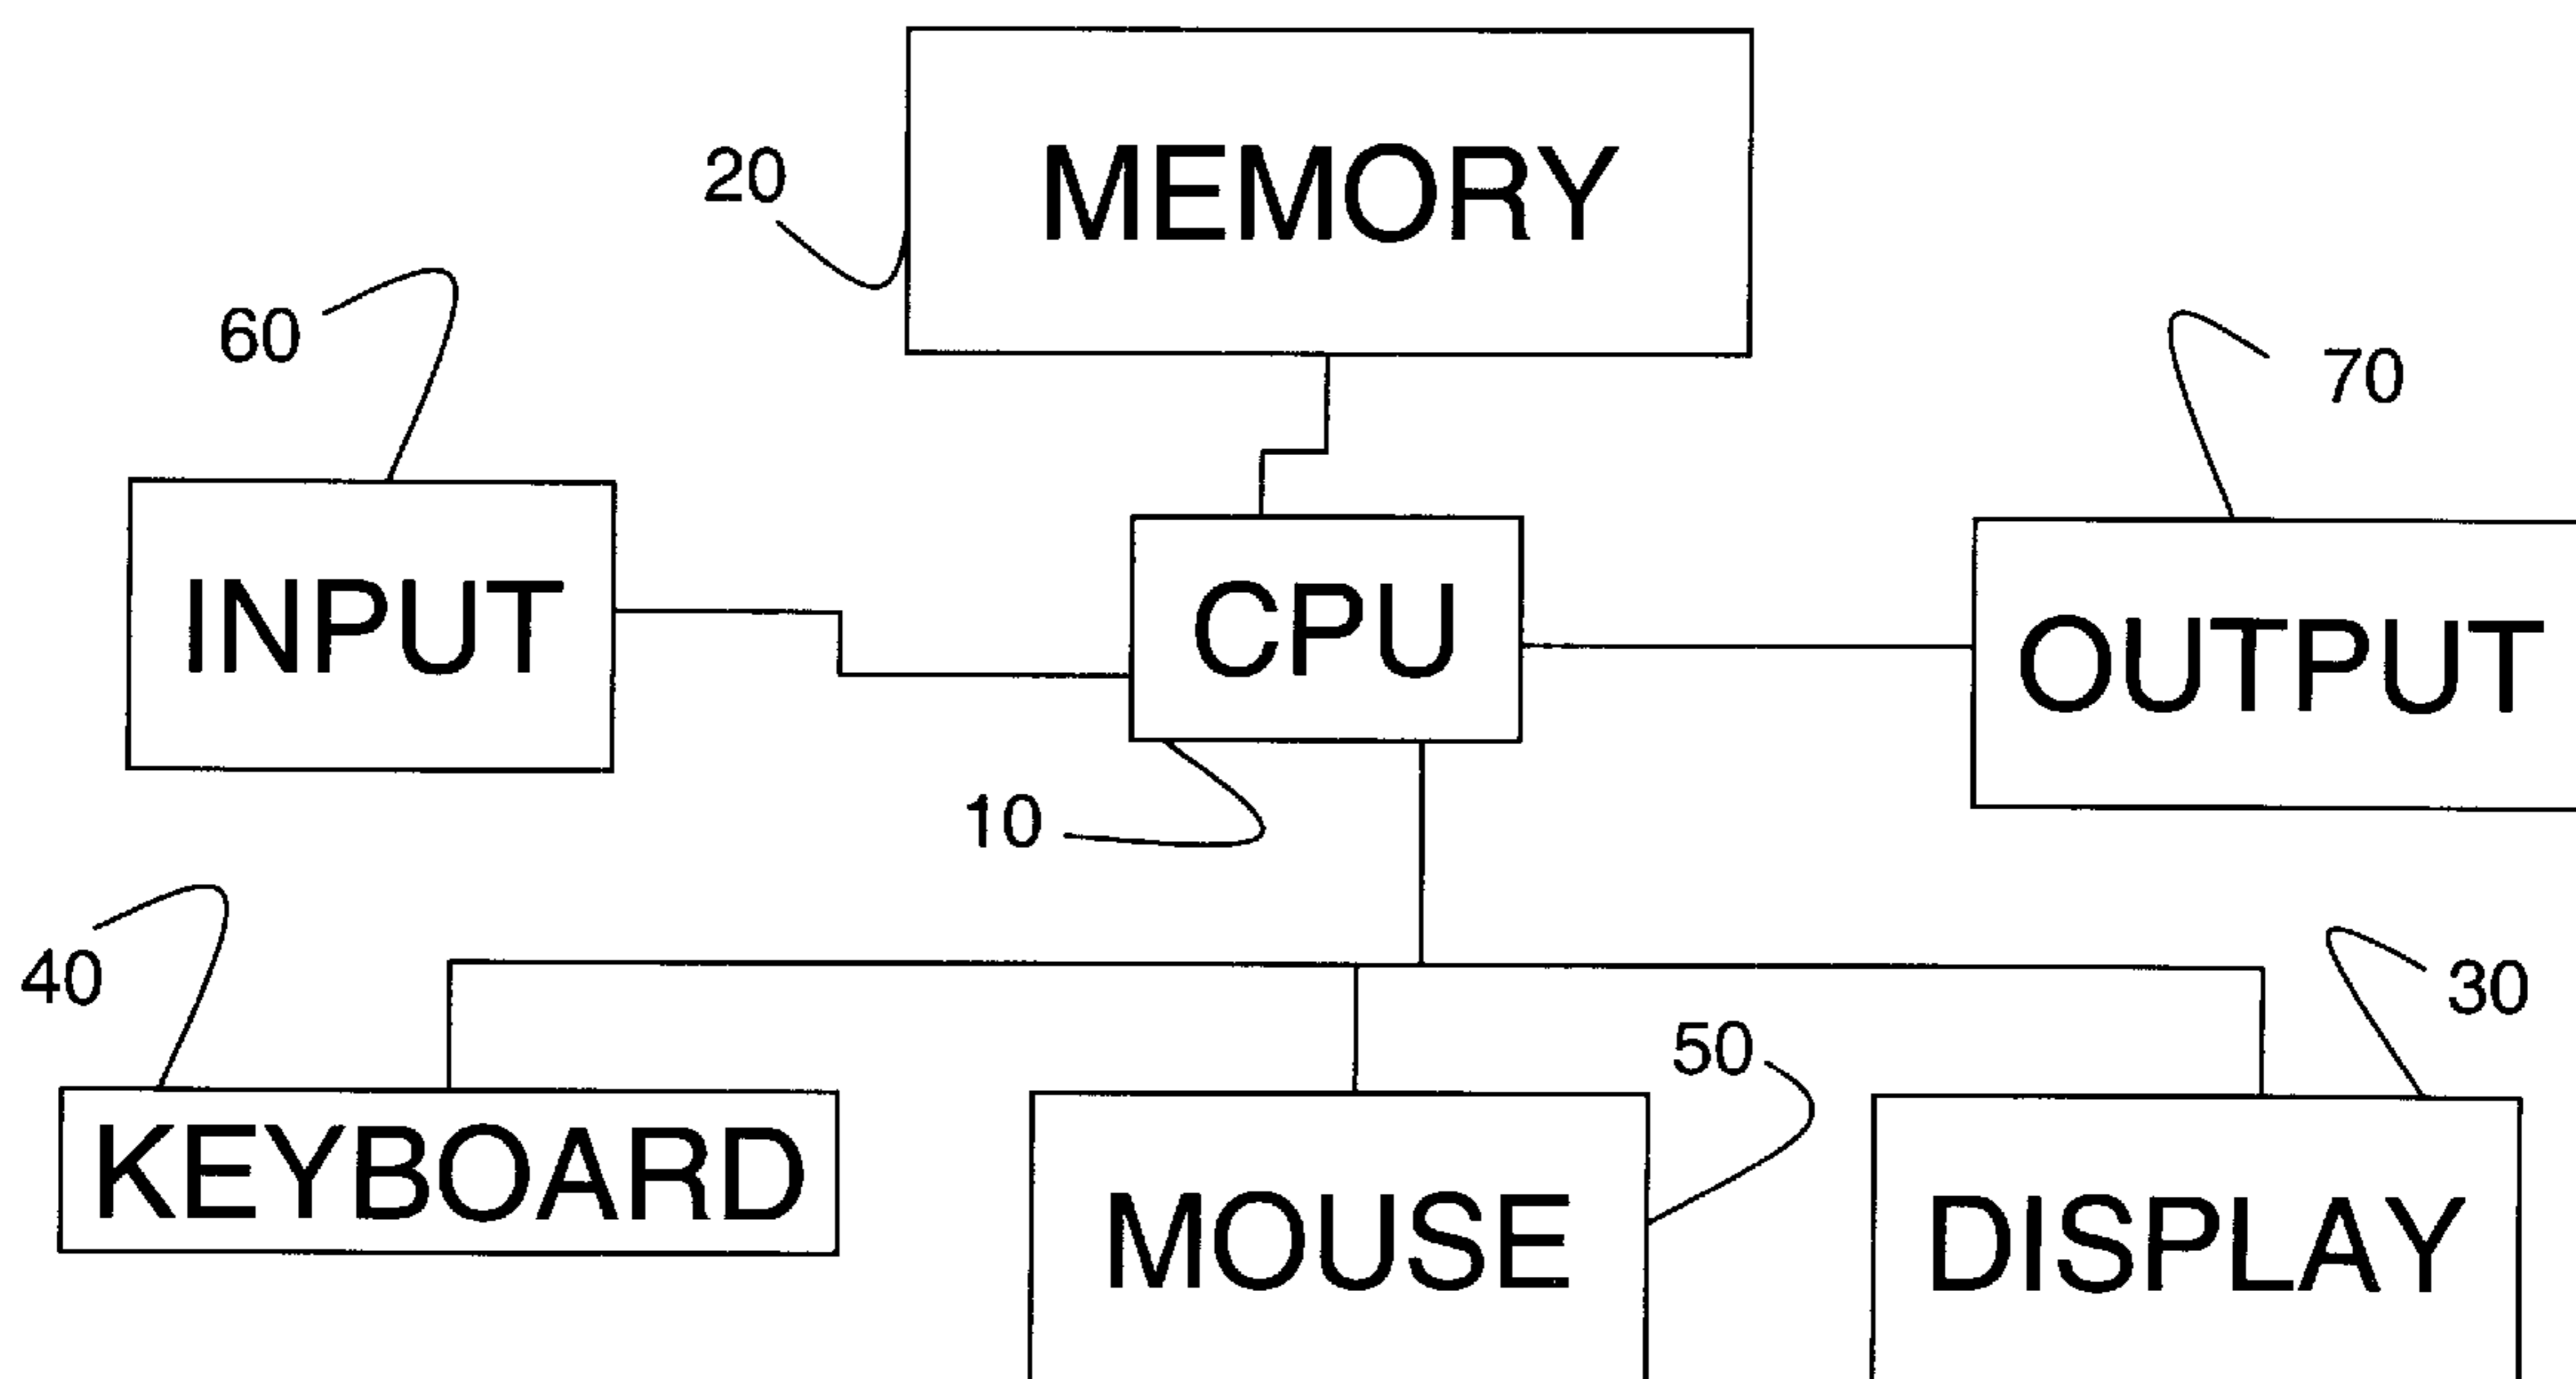 MEMORY
20
60
70
INPUT
CPU
OUTPUT
10
40
30
50
KEYBOARD
MOUSE
DISPLAY